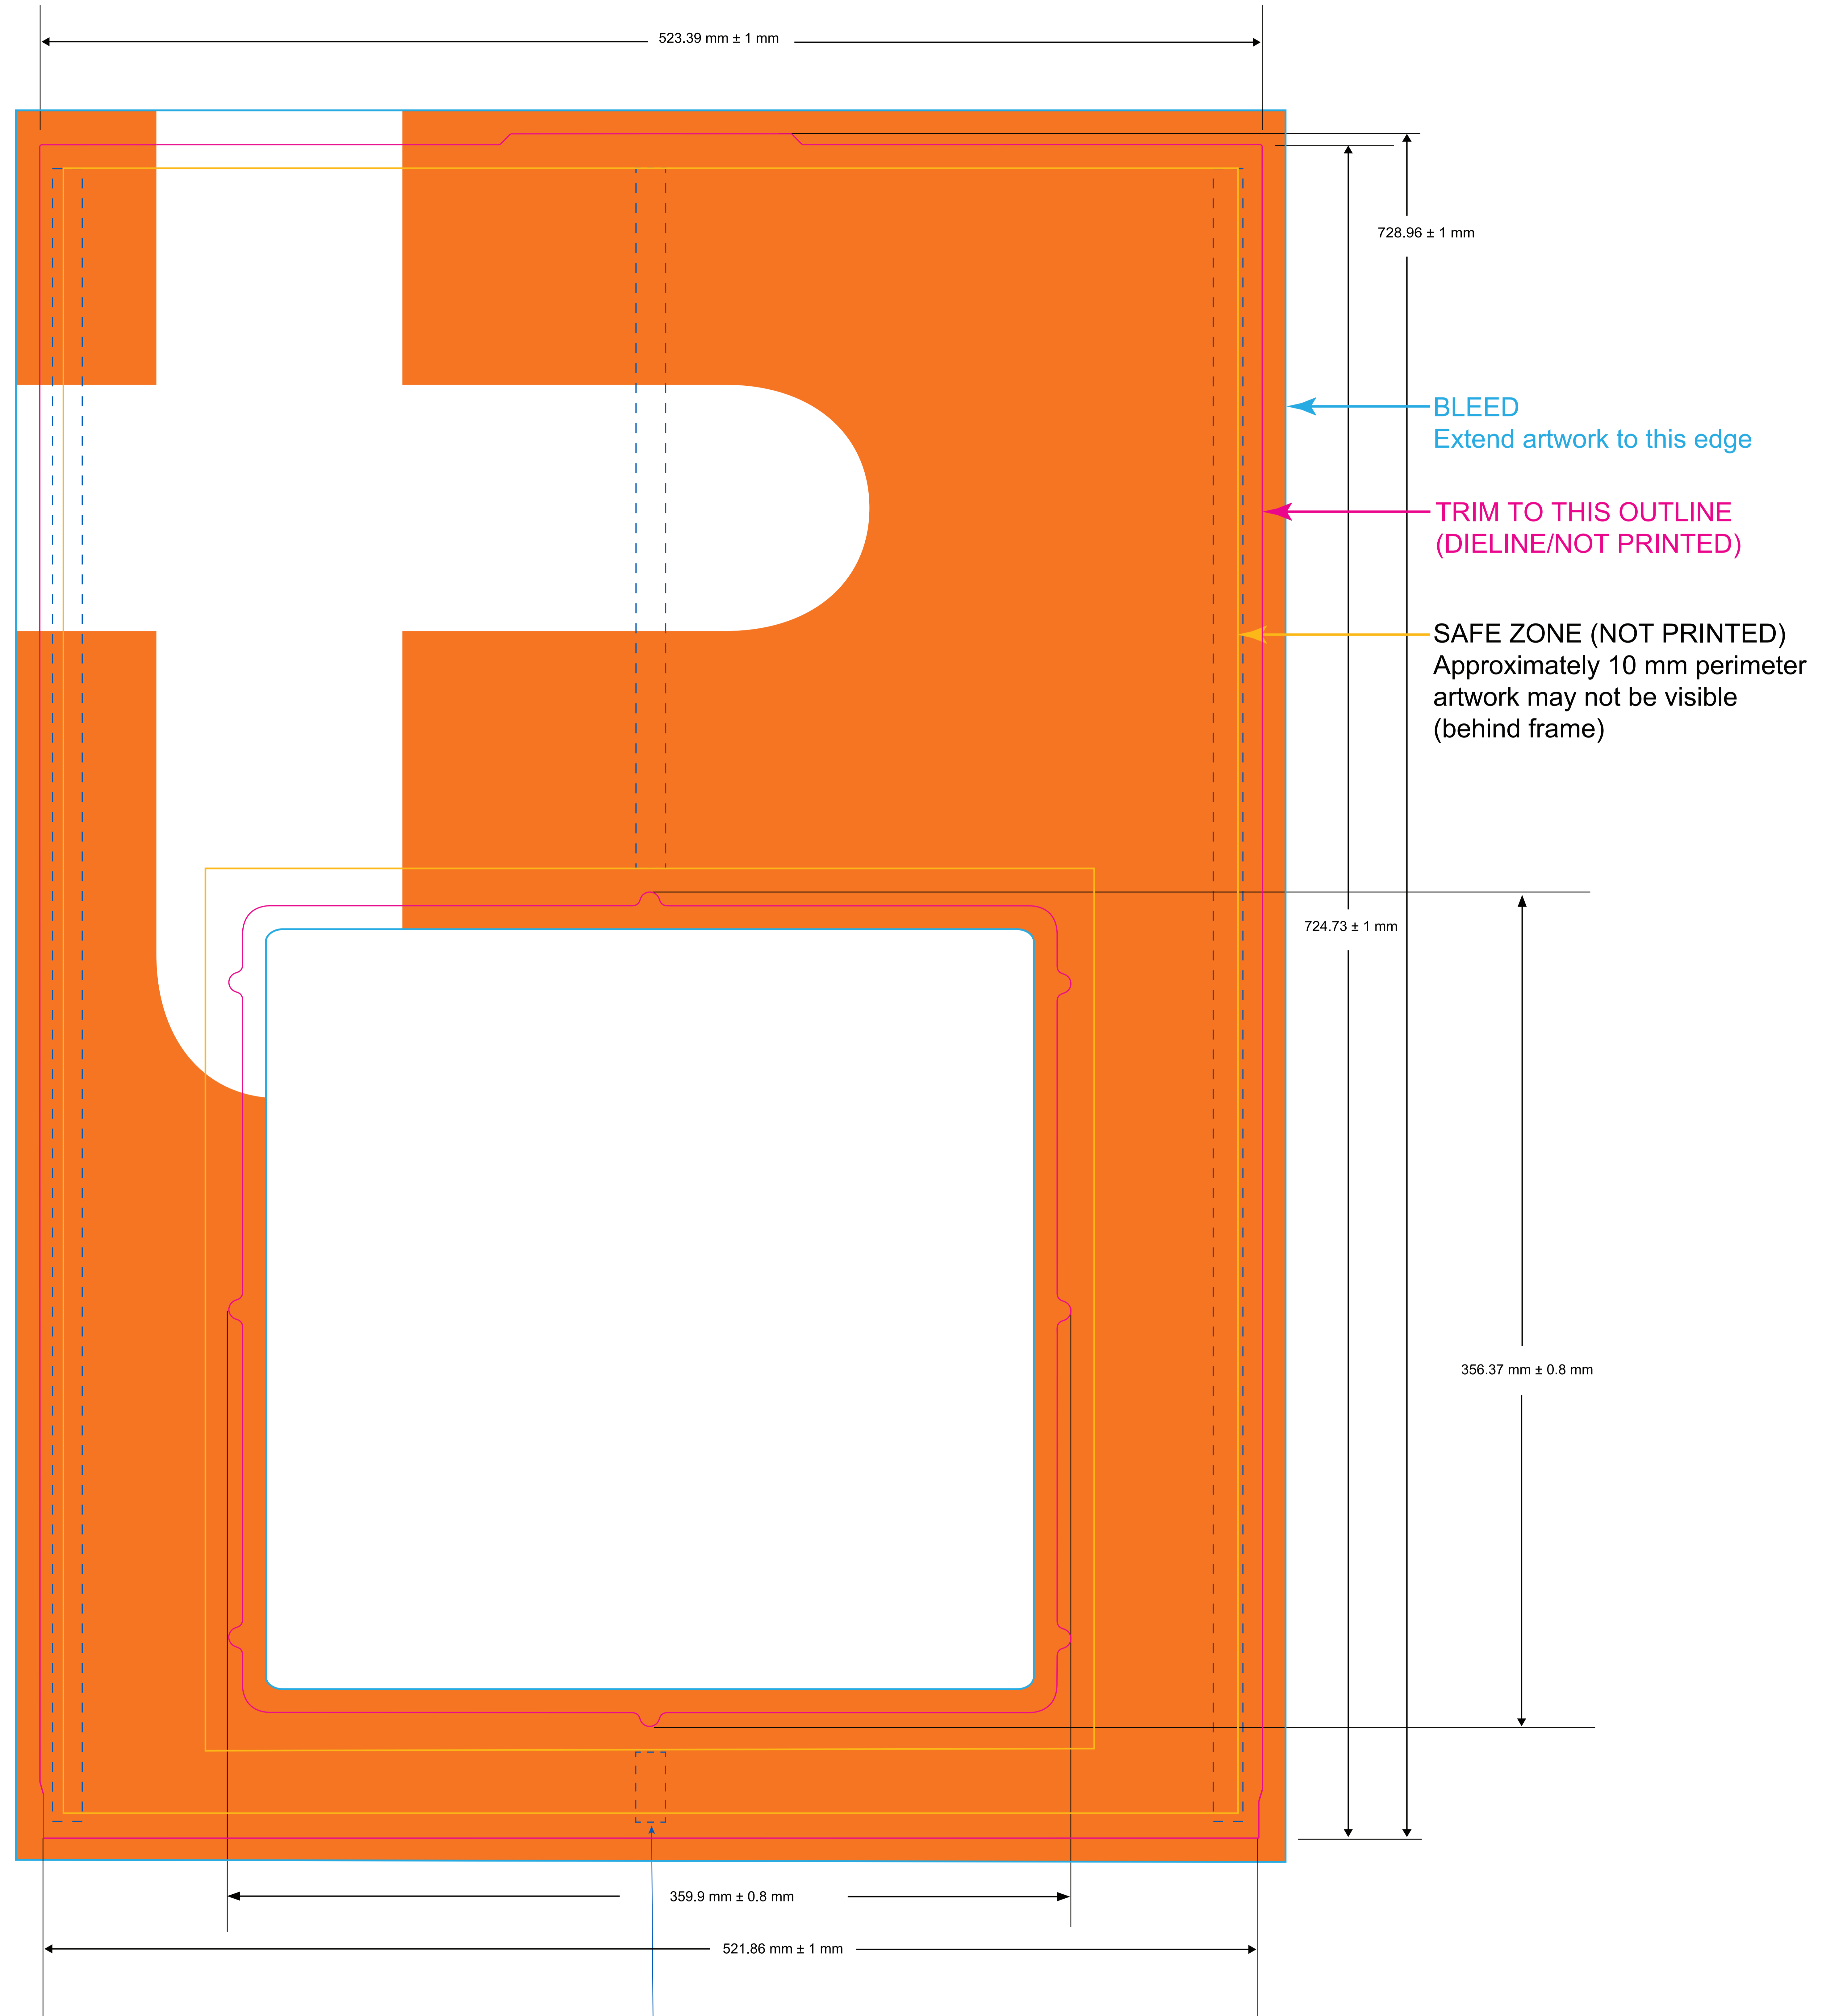 523.39 mm ± 1 mm
728.96 ± 1 mm
BLEED
Extend artwork to this edge
TRIM TO THIS OUTLINE
(DIELINE/NOT PRINTED)
SAFE ZONE (NOT PRINTED)
Approximately 10 mm perimeter
artwork may not be visible
(behind frame)
724.73 ± 1 mm
356.37 mm ± 0.8 mm
359.9 mm ± 0.8 mm
521.86 mm ± 1 mm